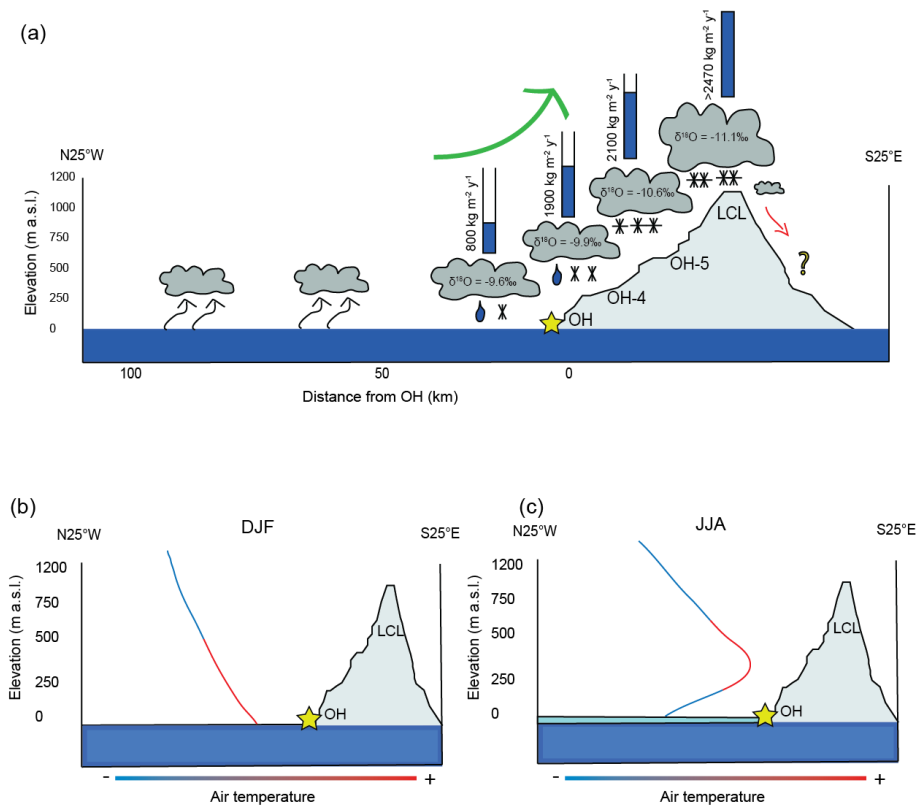 (a)
N25°W
S25°E
Elevation (m a.s.l.)
1200
1000
750
500
250
0
800 kg m⁻² y⁻¹
1900 kg m⁻² y⁻¹
2100 kg m⁻² y⁻¹
>2470 kg m⁻² y⁻¹
δ¹⁸O = -9.6‰
δ¹⁸O = -9.9‰
δ¹⁸O = -10.6‰
δ¹⁸O = -11.1‰
OH
OH-4
OH-5
LCL
?
100
50
0
Distance from OH (km)
(b)
N25°W
DJF
S25°E
Elevation (m a.s.l.)
1200
750
500
250
0
LCL
OH
- +
Air temperature
(c)
N25°W
JJA
S25°E
Elevation (m a.s.l.)
1200
750
500
250
0
LCL
OH
- +
Air temperature